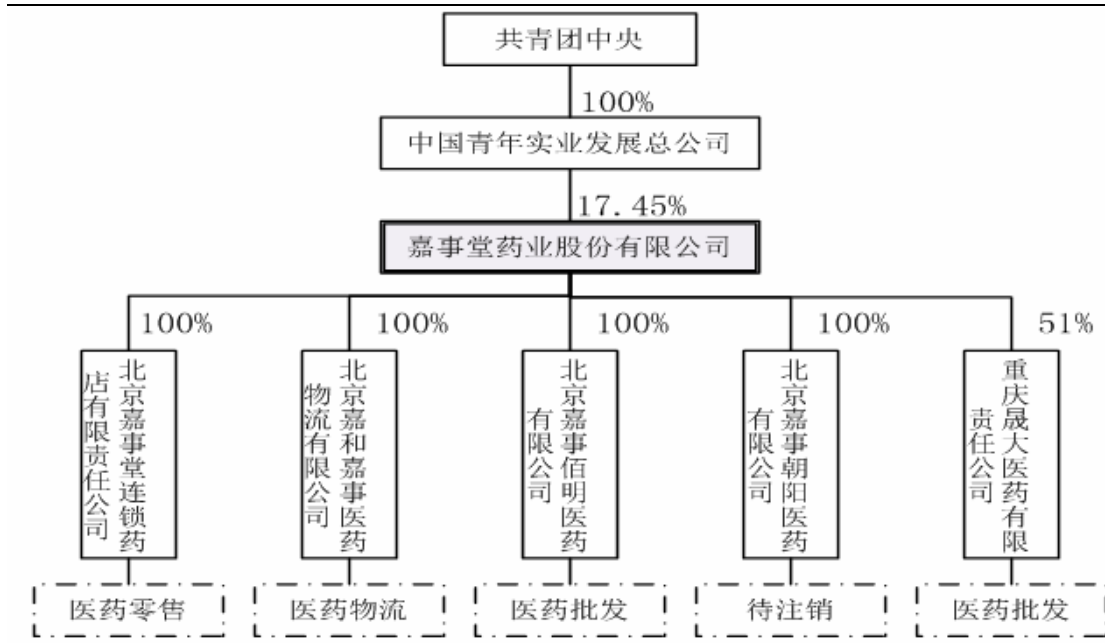 共青团中央
100%
中国青年实业发展总公司
17.45%
嘉事堂药业股份有限公司
100%
100%
100%
100%
51%
北京嘉事堂连锁药
店有限责任公司
北京嘉和嘉事医药
物流有限公司
北京嘉事佰明医药
有限公司
北京嘉事朝阳医药
有限公司
重庆晟大医药有限
责任公司
医药零售
医药物流
医药批发
待注销
医药批发